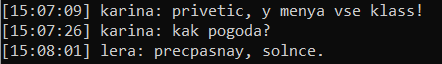 [15:07:09] karina: privetic, y menya vse klass!
[15:07:26] karina: kak pogoda?
[15:08:01] lera: precpasnay, solnce.